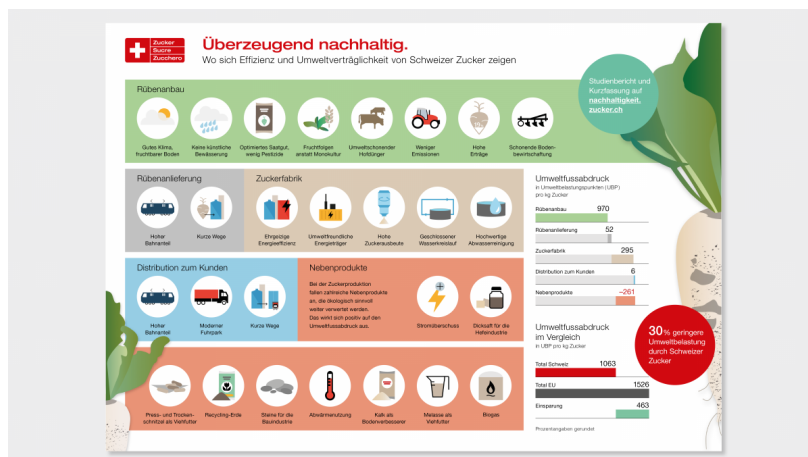 Zucker
Sucre
Zucchero
Überzeugend nachhaltig.
Wo sich Effizienz und Umweltverträglichkeit von Schweizer Zucker zeigen
Studienbericht und
Kurzfassung auf
nachhaltigkeit.
zucker.ch
Rübenanbau
Gutes Klima,
fruchtbarer Boden
Keine künstliche
Bewässerung
Optimiertes Saatgut,
wenig Pestizide
Fruchtfolgen
anstatt Monokultur
Umweltschonender
Hofdünger
Weniger
Emissionen
Hohe
Erträge
Schonende Boden-
bewirtschaftung
Rübenanlieferung
Hoher
Bahnanteil
Kurze Wege
Zuckerfabrik
Ehrgeizige
Energieeffizienz
Umweltfreundliche
Energieträger
Hohe
Zuckerausbeute
Geschlossener
Wasserkreislauf
Hochwertige
Abwasserreinigung
Distribution zum Kunden
Hoher
Bahnanteil
Moderner
Fuhrpark
Kurze Wege
Nebenprodukte
Bei der Zuckerproduktion
fallen zahlreiche Nebenprodukte
an, die ökologisch sinnvoll
weiter verwertet werden.
Das wirkt sich positiv auf den
Umweltfussabdruck aus.
Stromüberschuss
Dicksaft für die
Hefeindustrie
Press- und Trocken-
schnitzel als Viehfutter
Recycling-Erde
Steine für die
Bauindustrie
Abwärmenutzung
Kalk als
Bodenverbesserer
Melasse als
Viehfutter
Biogas
Umweltfussabdruck
in Umweltbelastungspunkten (UBP)
pro kg Zucker
Rübenanbau 970
Rübenanlieferung 52
Zuckerfabrik 295
Distribution zum Kunden 6
Nebenprodukte –261
Umweltfussabdruck
im Vergleich
in UBP pro kg Zucker
Total Schweiz 1063
Total EU 1526
Einsparung 463
Prozentangaben gerundet
30% geringere
Umweltbelastung
durch Schweizer
Zucker